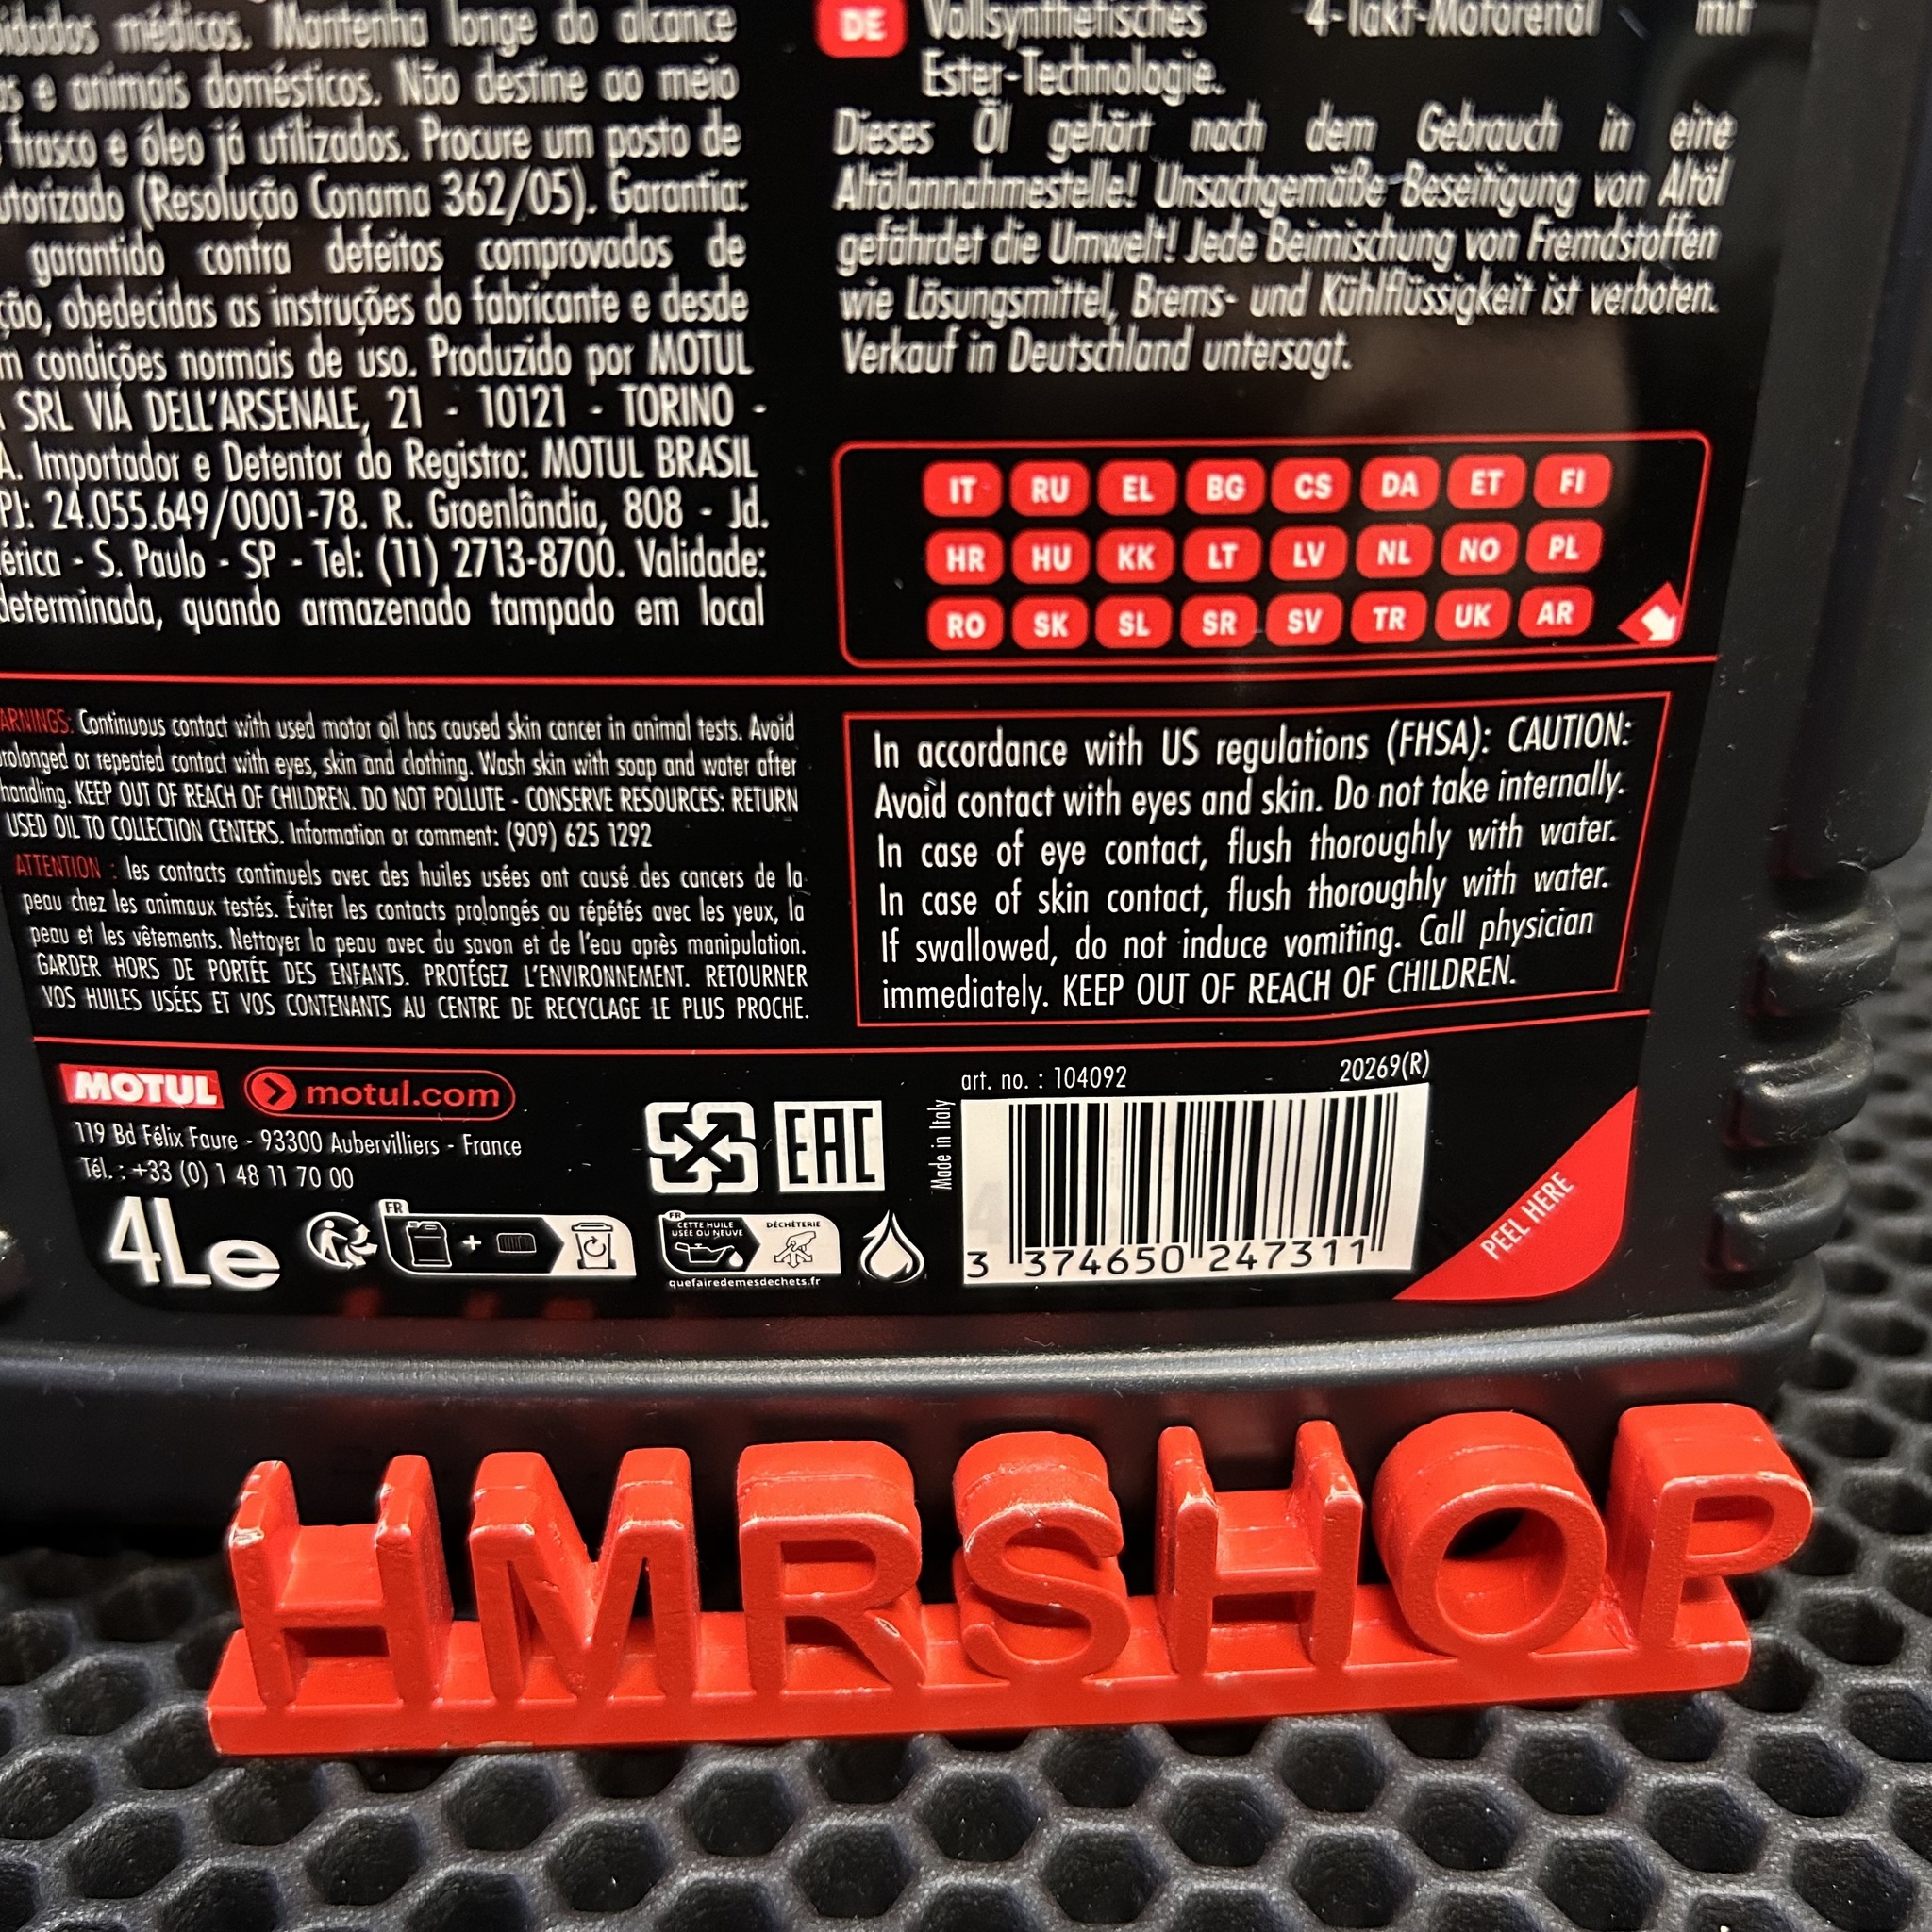 dados médicos. Mantenha longe do alcance
e animais domésticos. Não destine ao meio
frasco e óleo já utilizados. Procure um posto de
(Resolução Conama 362/05). Garantia:
garantido contra defeitos comprovados de
obedecidas as instruções do fabricante e desde
condições normais de uso. Produzido por MOTUL
SRL VIA DELL'ARSENALE, 21 - 10121 - TORINO -
A. Importador e Detentor do Registro: MOTUL BRASIL
PJ: 24.055.649/0001-78. R. Groenlândia, 808 - Jd.
érica - S. Paulo - SP - Tel: (11) 2713-8700. Validade:
determinada, quando armazenado tampado em local
DE Vollsynthetisches 4-Takt-Motorenöl mit
Ester-Technologie.
Dieses Öl gehört nach dem Gebrauch in eine
Altölannahmestelle! Unsachgemäße Beseitigung von Altöl
gefährdet die Umwelt! Jede Beimischung von Fremdstoffen
wie Lösungsmittel, Brems- und Kühlflüssigkeit ist verboten.
Verkauf in Deutschland untersagt.
IT RU EL BG CS DA ET FI
HR HU KK LT LV NL NO PL
RO SK SL SR SV TR UK AR
ARNINGS: Continuous contact with used motor oil has caused skin cancer in animal tests. Avoid
prolonged or repeated contact with eyes, skin and clothing. Wash skin with soap and water after
handling. KEEP OUT OF REACH OF CHILDREN. DO NOT POLLUTE - CONSERVE RESOURCES: RETURN
USED OIL TO COLLECTION CENTERS. Information or comment: (909) 625 1292
ATTENTION : les contacts continuels avec des huiles usées ont causé des cancers de la
peau chez les animaux testés. Éviter les contacts prolongés ou répétés avec les yeux, la
peau et les vêtements. Nettoyer la peau avec du savon et de l'eau après manipulation.
GARDER HORS DE PORTÉE DES ENFANTS. PROTÉGEZ L'ENVIRONNEMENT. RETOURNER
VOS HUILES USÉES ET VOS CONTENANTS AU CENTRE DE RECYCLAGE LE PLUS PROCHE.
In accordance with US regulations (FHSA): CAUTION:
Avoid contact with eyes and skin. Do not take internally.
In case of eye contact, flush thoroughly with water.
In case of skin contact, flush thoroughly with water.
If swallowed, do not induce vomiting. Call physician
immediately. KEEP OUT OF REACH OF CHILDREN.
MOTUL motul.com
119 Bd Félix Faure - 93300 Aubervilliers - France
Tél. : +33 (0) 1 48 11 70 00
4Le
FR
EAC
FR
CETTE HUILE
USÉE OU NEUVE
DÉCHÈTERIE
quefairedemesdechets.fr
art. no. : 104092 20269(R)
Made in Italy
3 374650 247311
PEEL HERE
HMRSHOP